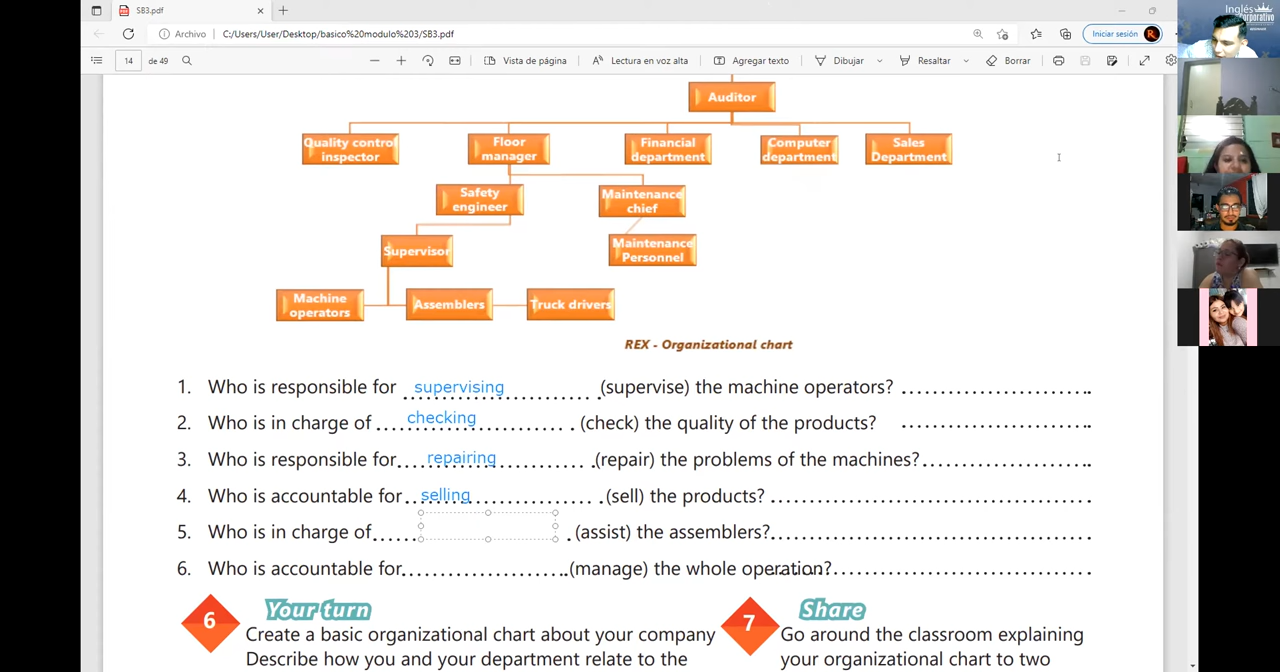 SB3.pdf
Archivo C:/Users/User/Desktop/basico%20modulo%203/SB3.pdf
Iniciar sesión
R
14 de 49
Vista de página
Lectura en voz alta
Agregar texto
Dibujar
Resaltar
Borrar
Inglés
Corporativo
Auditor
Quality control
inspector
Floor
manager
Financial
department
Computer
department
Sales
Department
Safety
engineer
Maintenance
chief
Supervisor
Maintenance
Personnel
Machine
operators
Assemblers
Truck drivers
REX - Organizational chart
1. Who is responsible for supervising (supervise) the machine operators? ..............................
2. Who is in charge of ....checking............... . (check) the quality of the products? ..............................
3. Who is responsible for....repairing.............(repair) the problems of the machines?...........................
4. Who is accountable for...selling.................(sell) the products? ..................................................
5. Who is in charge of...... . (assist) the assemblers?..................................................
6. Who is accountable for..........................(manage) the whole operation?........................................
6 Your turn
Create a basic organizational chart about your company
Describe how you and your department relate to the
7 Share
Go around the classroom explaining
your organizational chart to two